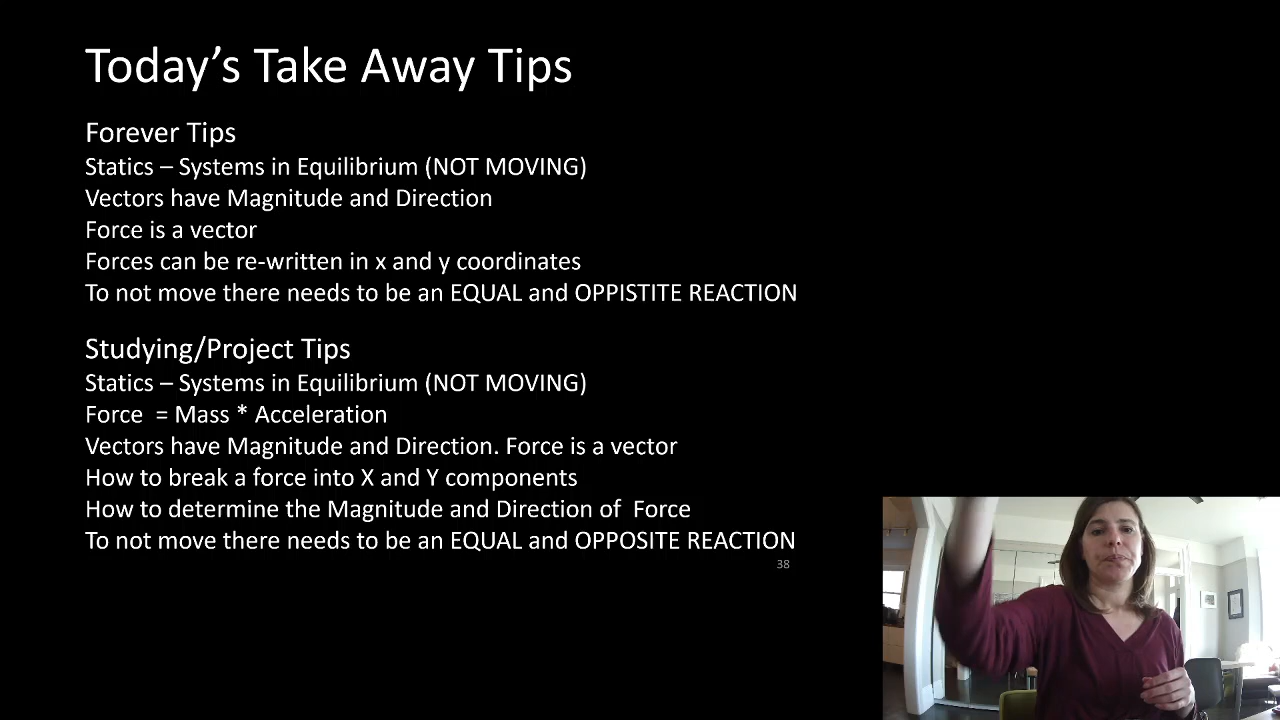 Today’s Take Away Tips
Forever Tips
Statics – Systems in Equilibrium (NOT MOVING)
Vectors have Magnitude and Direction
Force is a vector
Forces can be re-written in x and y coordinates
To not move there needs to be an EQUAL and OPPISTITE REACTION
Studying/Project Tips
Statics – Systems in Equilibrium (NOT MOVING)
Force  = Mass * Acceleration
Vectors have Magnitude and Direction. Force is a vector
How to break a force into X and Y components
How to determine the Magnitude and Direction of  Force
To not move there needs to be an EQUAL and OPPOSITE REACTION
38